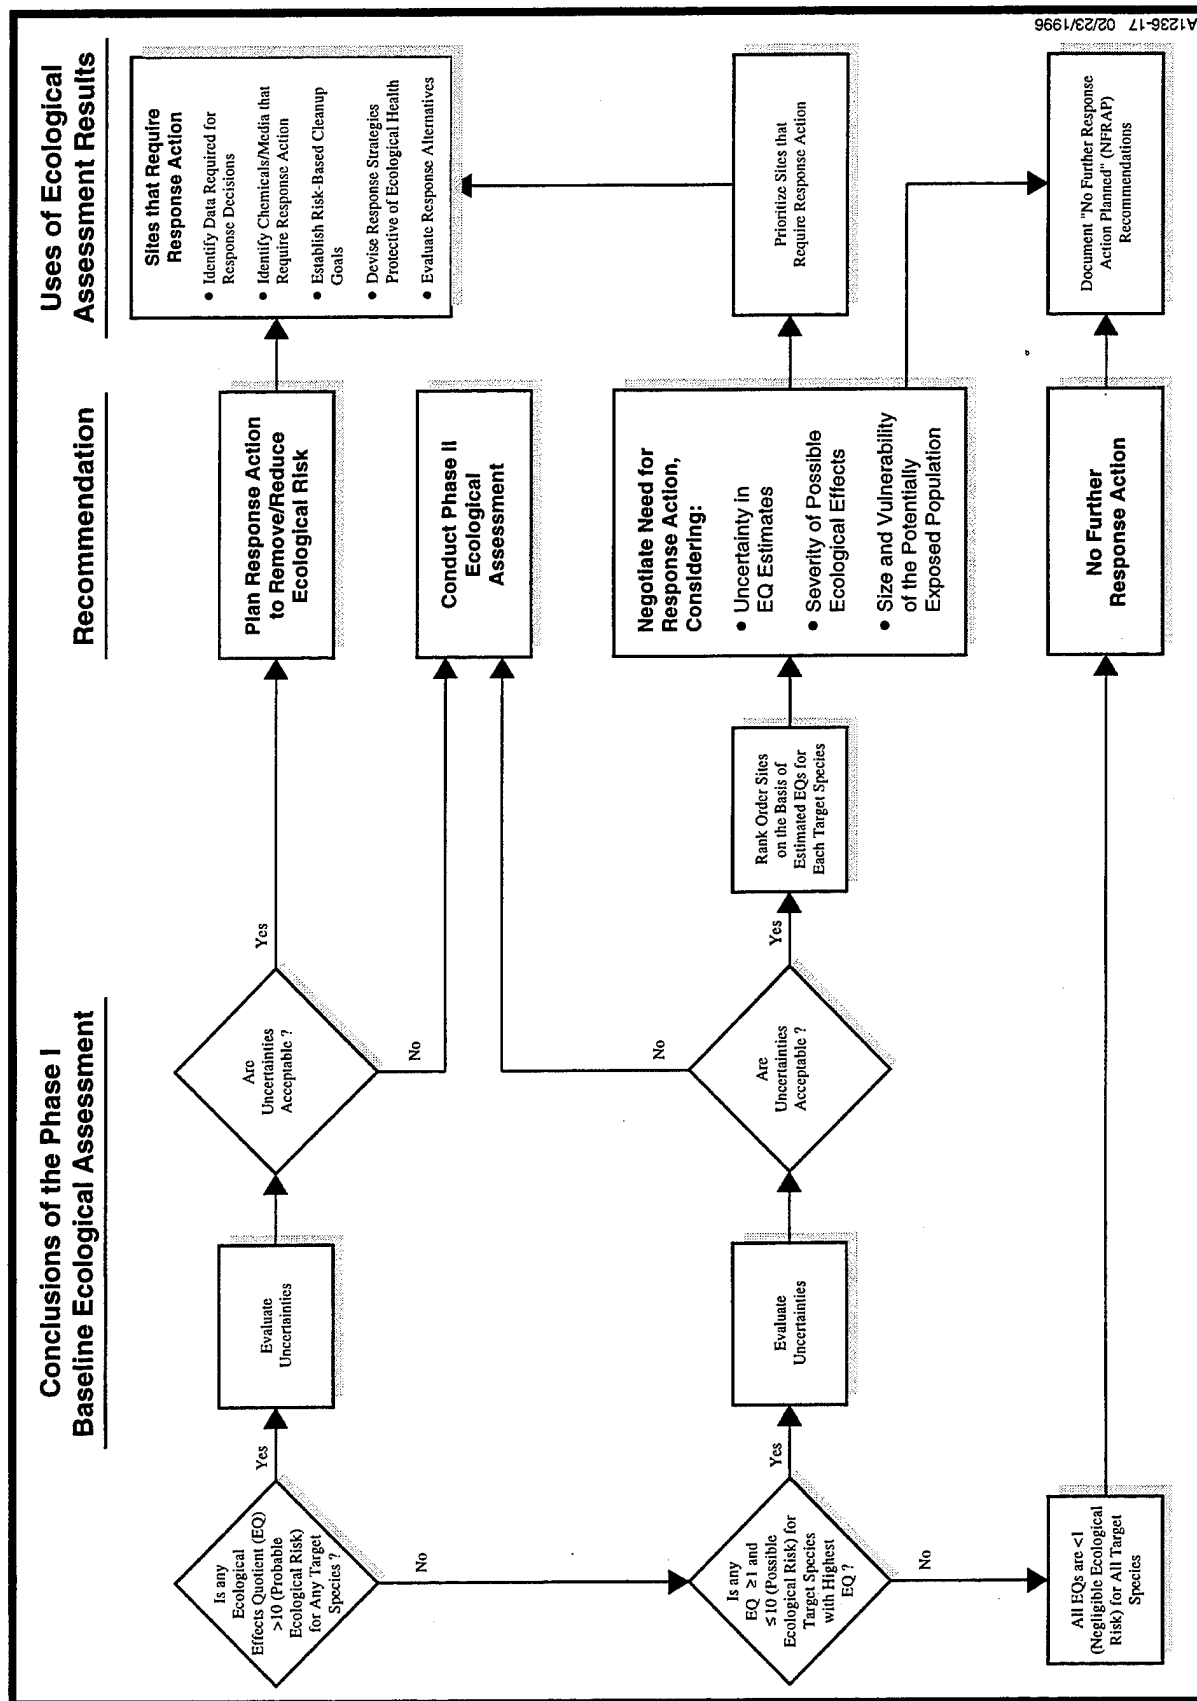 Conclusions of the Phase I
Baseline Ecological Assessment
Recommendation
Uses of Ecological
Assessment Results
Is any
Ecological
Effects Quotient (EQ)
>10 (Probable
Ecological Risk)
for Any Target
Species ?
Yes
No
Evaluate
Uncertainties
Are
Uncertainties
Acceptable ?
Yes
No
Plan Response Action
to Remove/Reduce
Ecological Risk
Sites that Require
Response Action
• Identify Data Required for
Response Decisions
• Identify Chemicals/Media that
Require Response Action
• Establish Risk-Based Cleanup
Goals
• Devise Response Strategies
Protective of Ecological Health
• Evaluate Response Alternatives
Conduct Phase II
Ecological
Assessment
Is any
EQ ≥1 and
≤10 (Possible
Ecological Risk) for
Target Species
with Highest
EQ ?
Yes
No
Evaluate
Uncertainties
Are
Uncertainties
Acceptable ?
Yes
No
Rank Order Sites
on the Basis of
Estimated EQs for
Each Target Species
Negotiate Need for
Response Action,
Considering:
• Uncertainty in
EQ Estimates
• Severity of Possible
Ecological Effects
• Size and Vulnerability
of the Potentially
Exposed Population
Prioritize Sites that
Require Response Action
All EQs are <1
(Negligible Ecological
Risk) for All Target
Species
No Further
Response Action
Document "No Further Response
Action Planned" (NFRAP)
Recommendations
A1236-17 02/23/1996